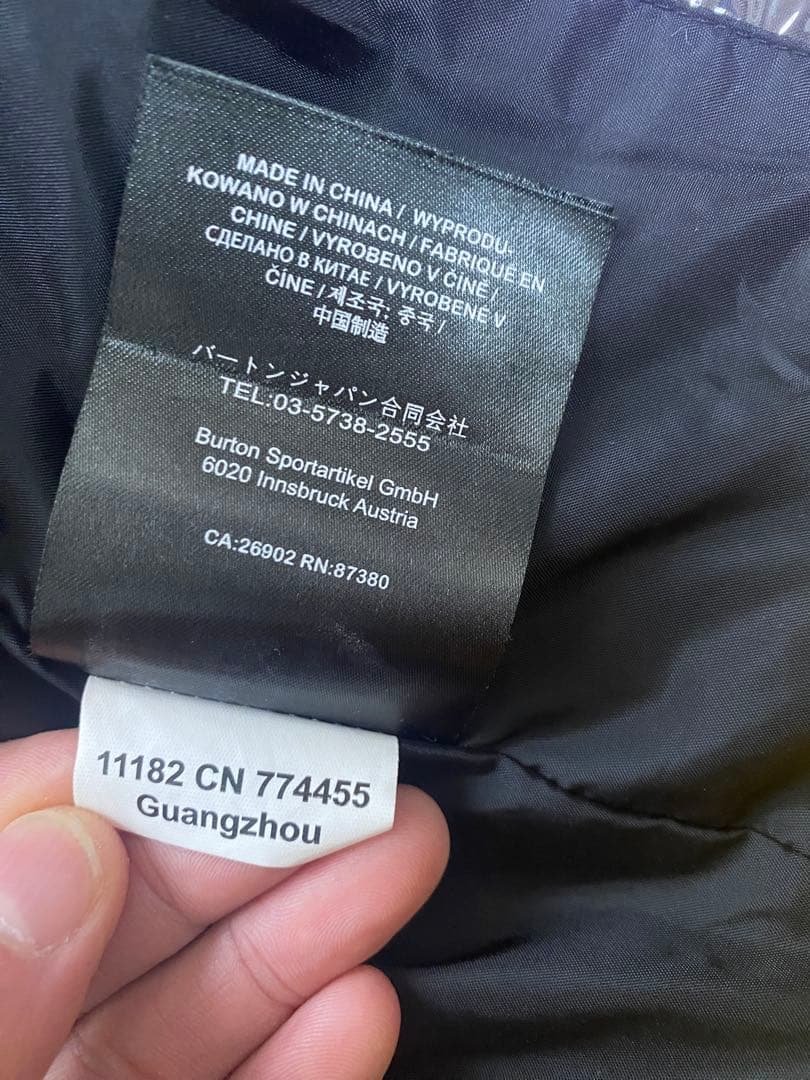 MADE IN CHINA / WYPRODU-
KOWANO W CHINACH / FABRIQUÉ EN
CHINE / VYROBENO V ČÍNĚ /
СДЕЛАНО В КИТАЕ / VYROBENÉ V
ČÍNE / 제조국: 중국 /
中国制造
バートンジャパン合同会社
TEL:03-5738-2555
Burton Sportartikel GmbH
6020 Innsbruck Austria
CA:26902 RN:87380
11182 CN 774455
Guangzhou